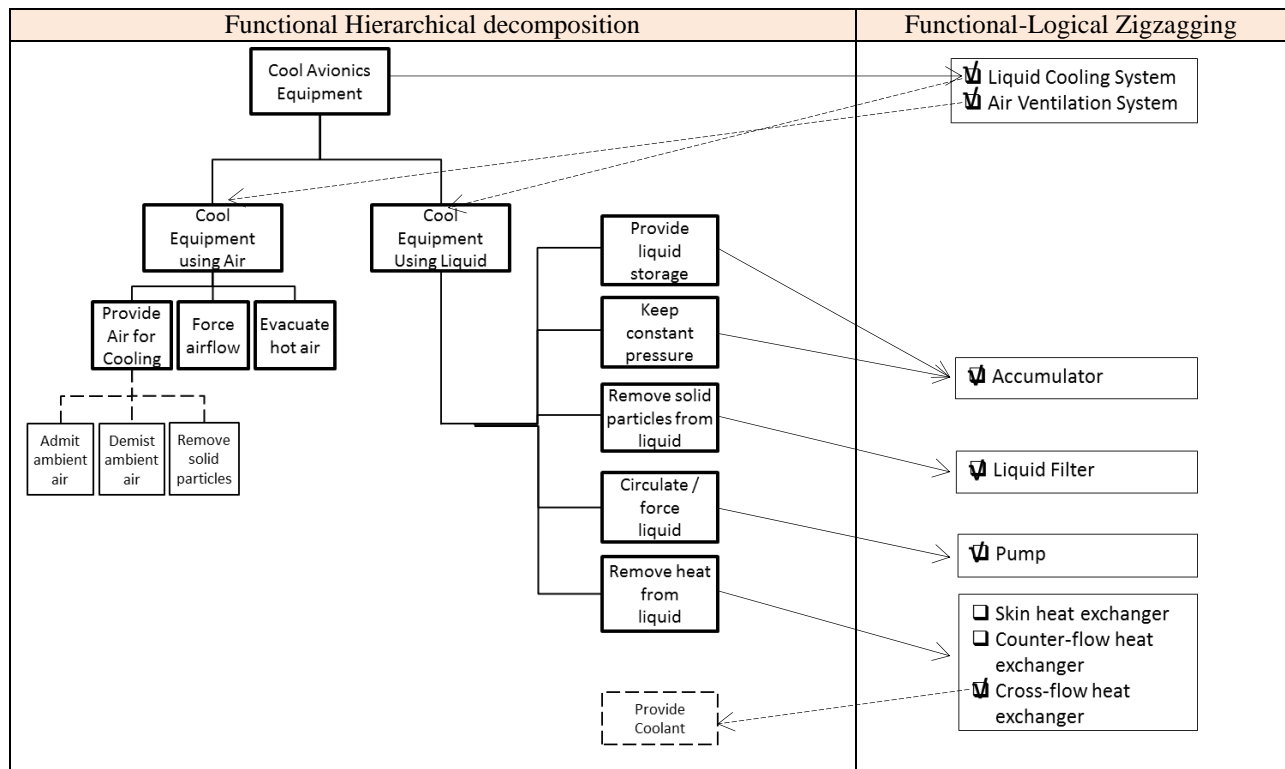 Functional Hierarchical decomposition
Functional-Logical Zigzagging
Cool Avionics
Equipment
Liquid Cooling System
Air Ventilation System
Cool
Equipment
using Air
Cool
Equipment
Using Liquid
Provide
Air for
Cooling
Force
airflow
Evacuate
hot air
Admit
ambient
air
Demist
ambient
air
Remove
solid
particles
Provide
liquid
storage
Keep
constant
pressure
Remove solid
particles from
liquid
Circulate /
force
liquid
Remove heat
from
liquid
Provide
Coolant
Accumulator
Liquid Filter
Pump
Skin heat exchanger
Counter-flow heat
exchanger
Cross-flow heat
exchanger